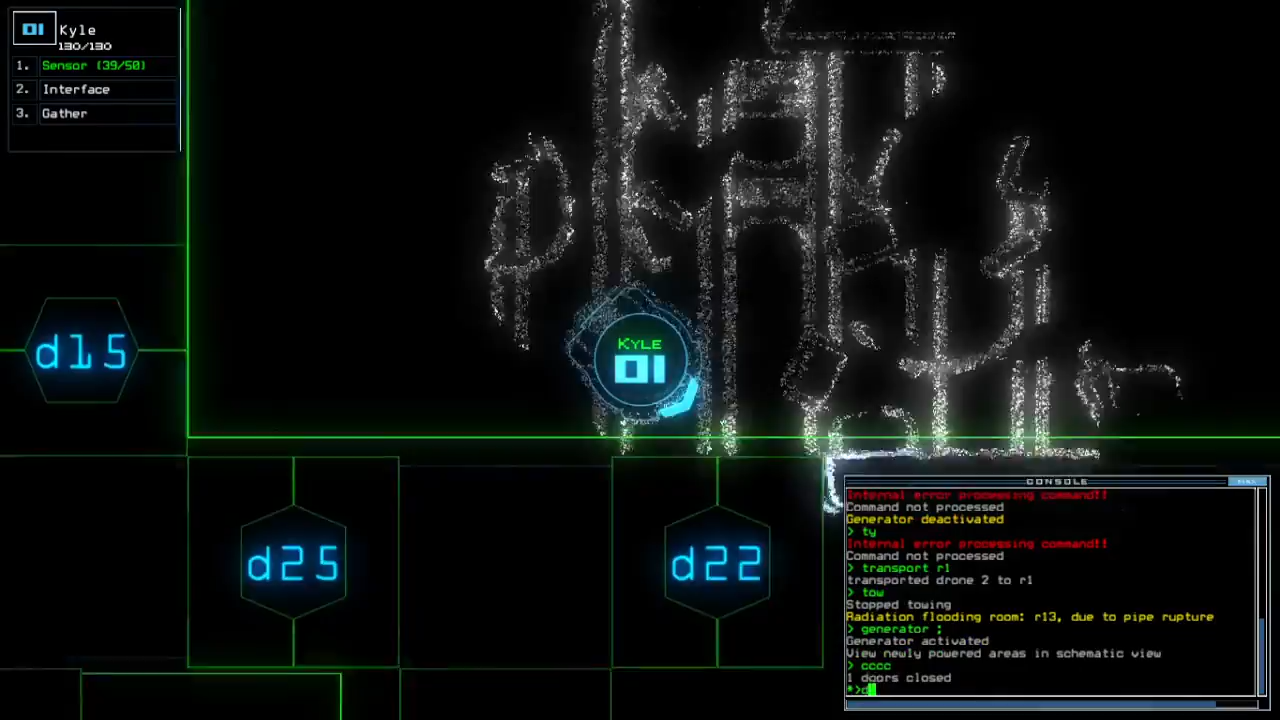 01 Kyle
130/130
1. Sensor (39/50)
2. Interface
3. Gather
d15
KYLE
01
d25
d22
CONSOLE
Internal error processing command!!
Command not processed
Generator deactivated
> ty
Internal error processing command!!
Command not processed
> transport r1
transported drone 2 to r1
> tow
Stopped towing
Radiation flooding room: r13, due to pipe rupture
> generator ;
Generator activated
View newly powered areas in schematic view
> cccc
1 doors closed
*>d